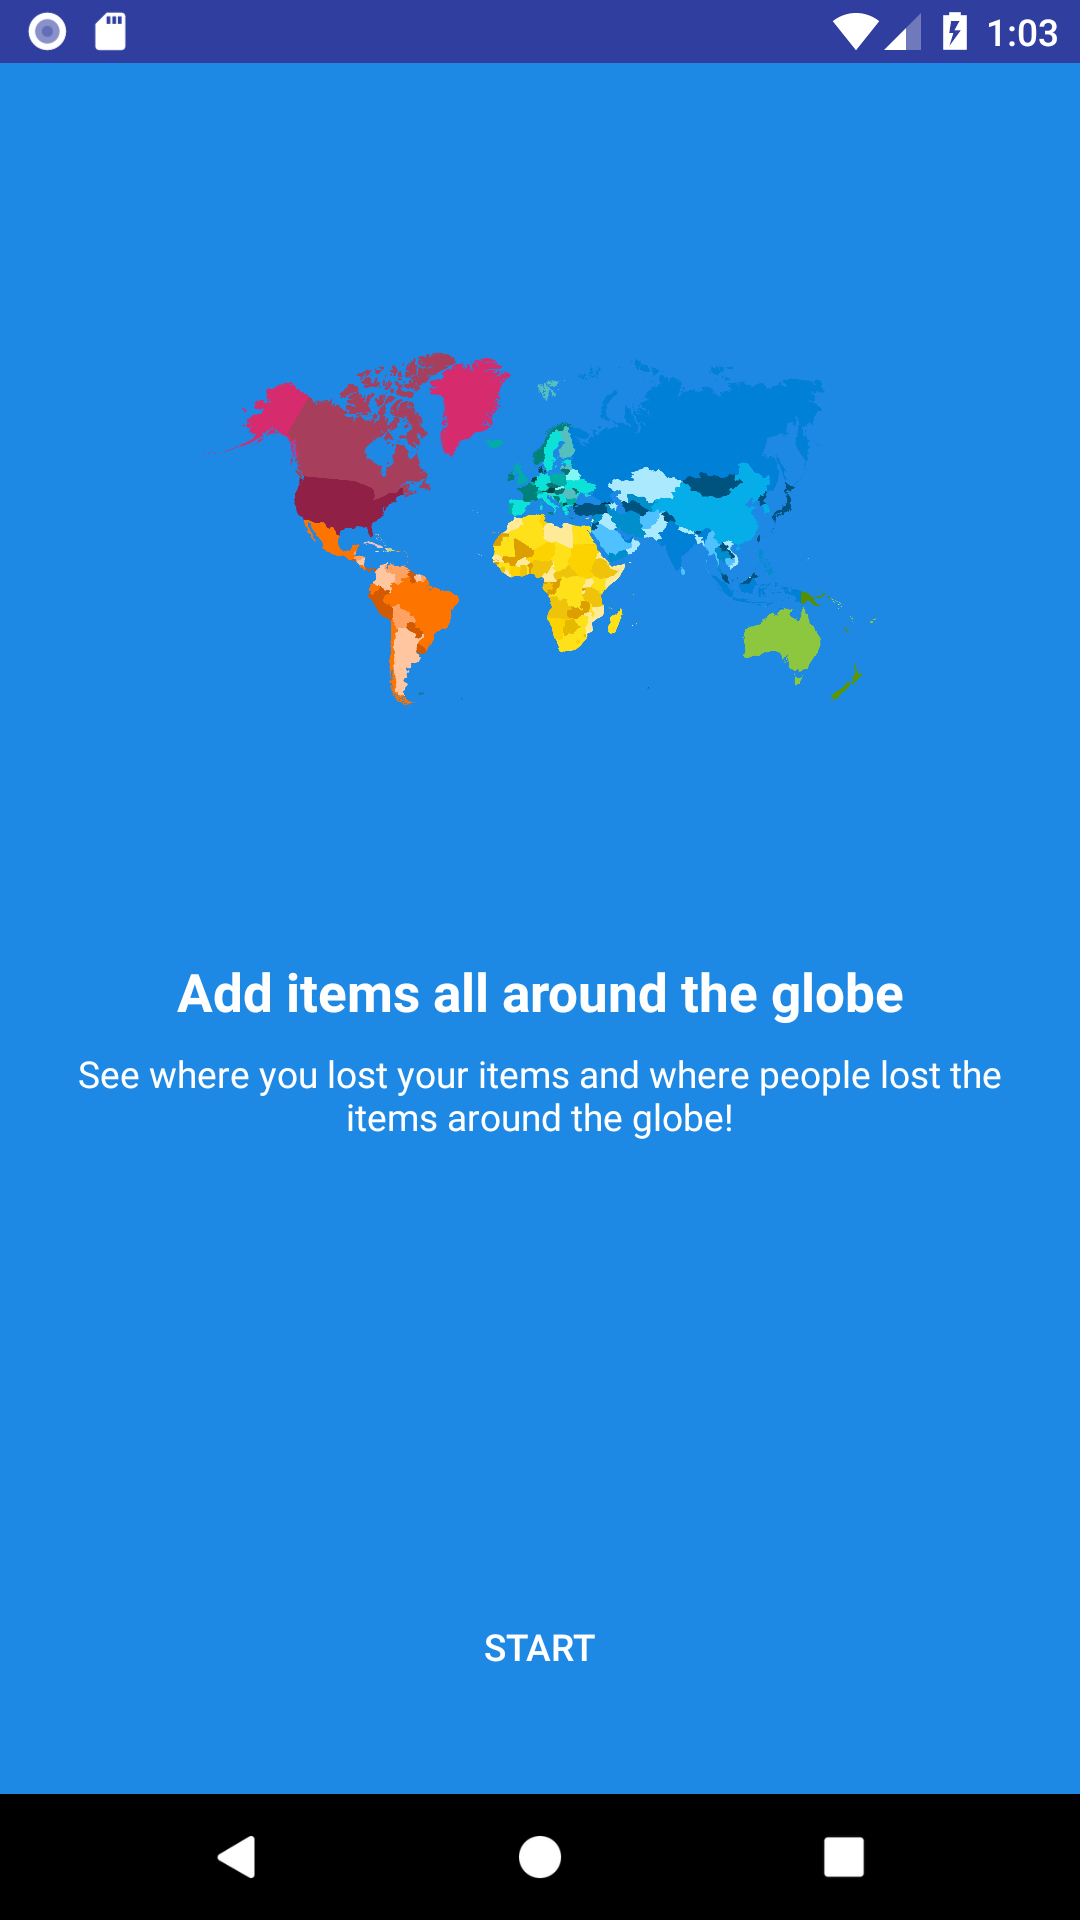 1:03
Add items all around the globe
See where you lost your items and where people lost the
items around the globe!
START